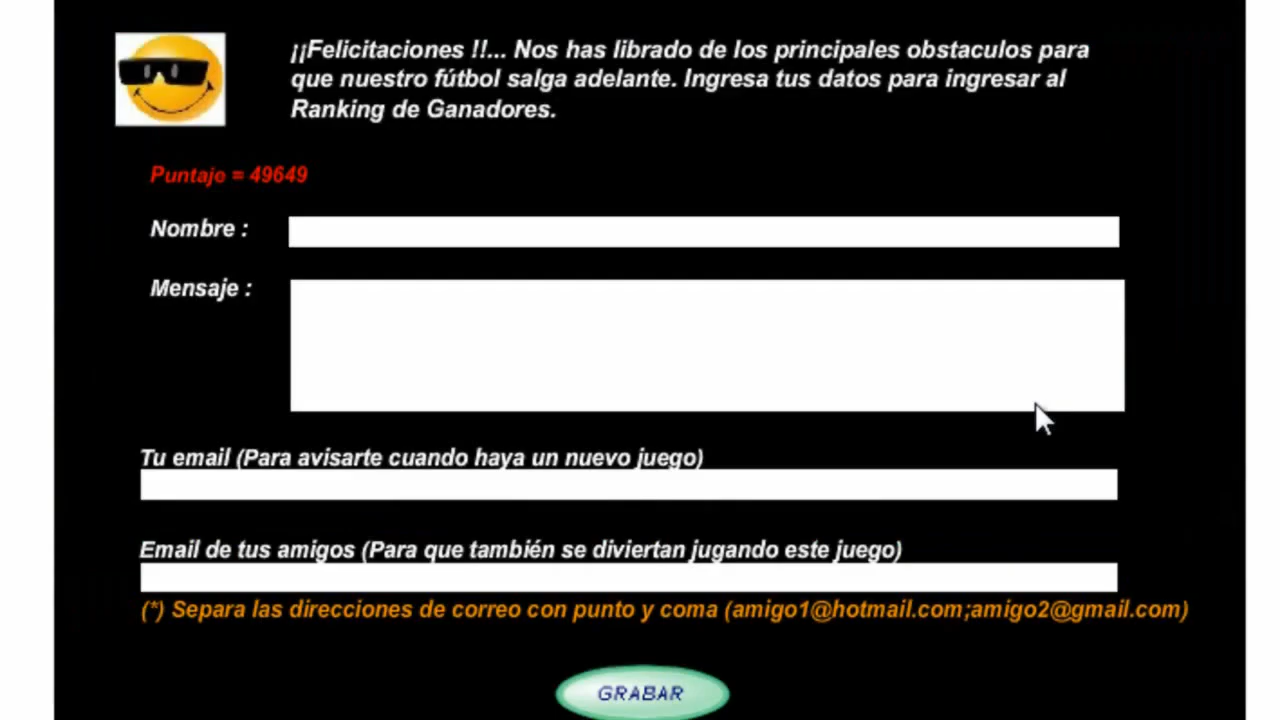 ¡¡Felicitaciones !!... Nos has librado de los principales obstaculos para
que nuestro fútbol salga adelante. Ingresa tus datos para ingresar al
Ranking de Ganadores.
Puntaje = 49649
Nombre :
Mensaje :
Tu email (Para avisarte cuando haya un nuevo juego)
Email de tus amigos (Para que también se diviertan jugando este juego)
(*) Separa las direcciones de correo con punto y coma (amigo1@hotmail.com;amigo2@gmail.com)
GRABAR